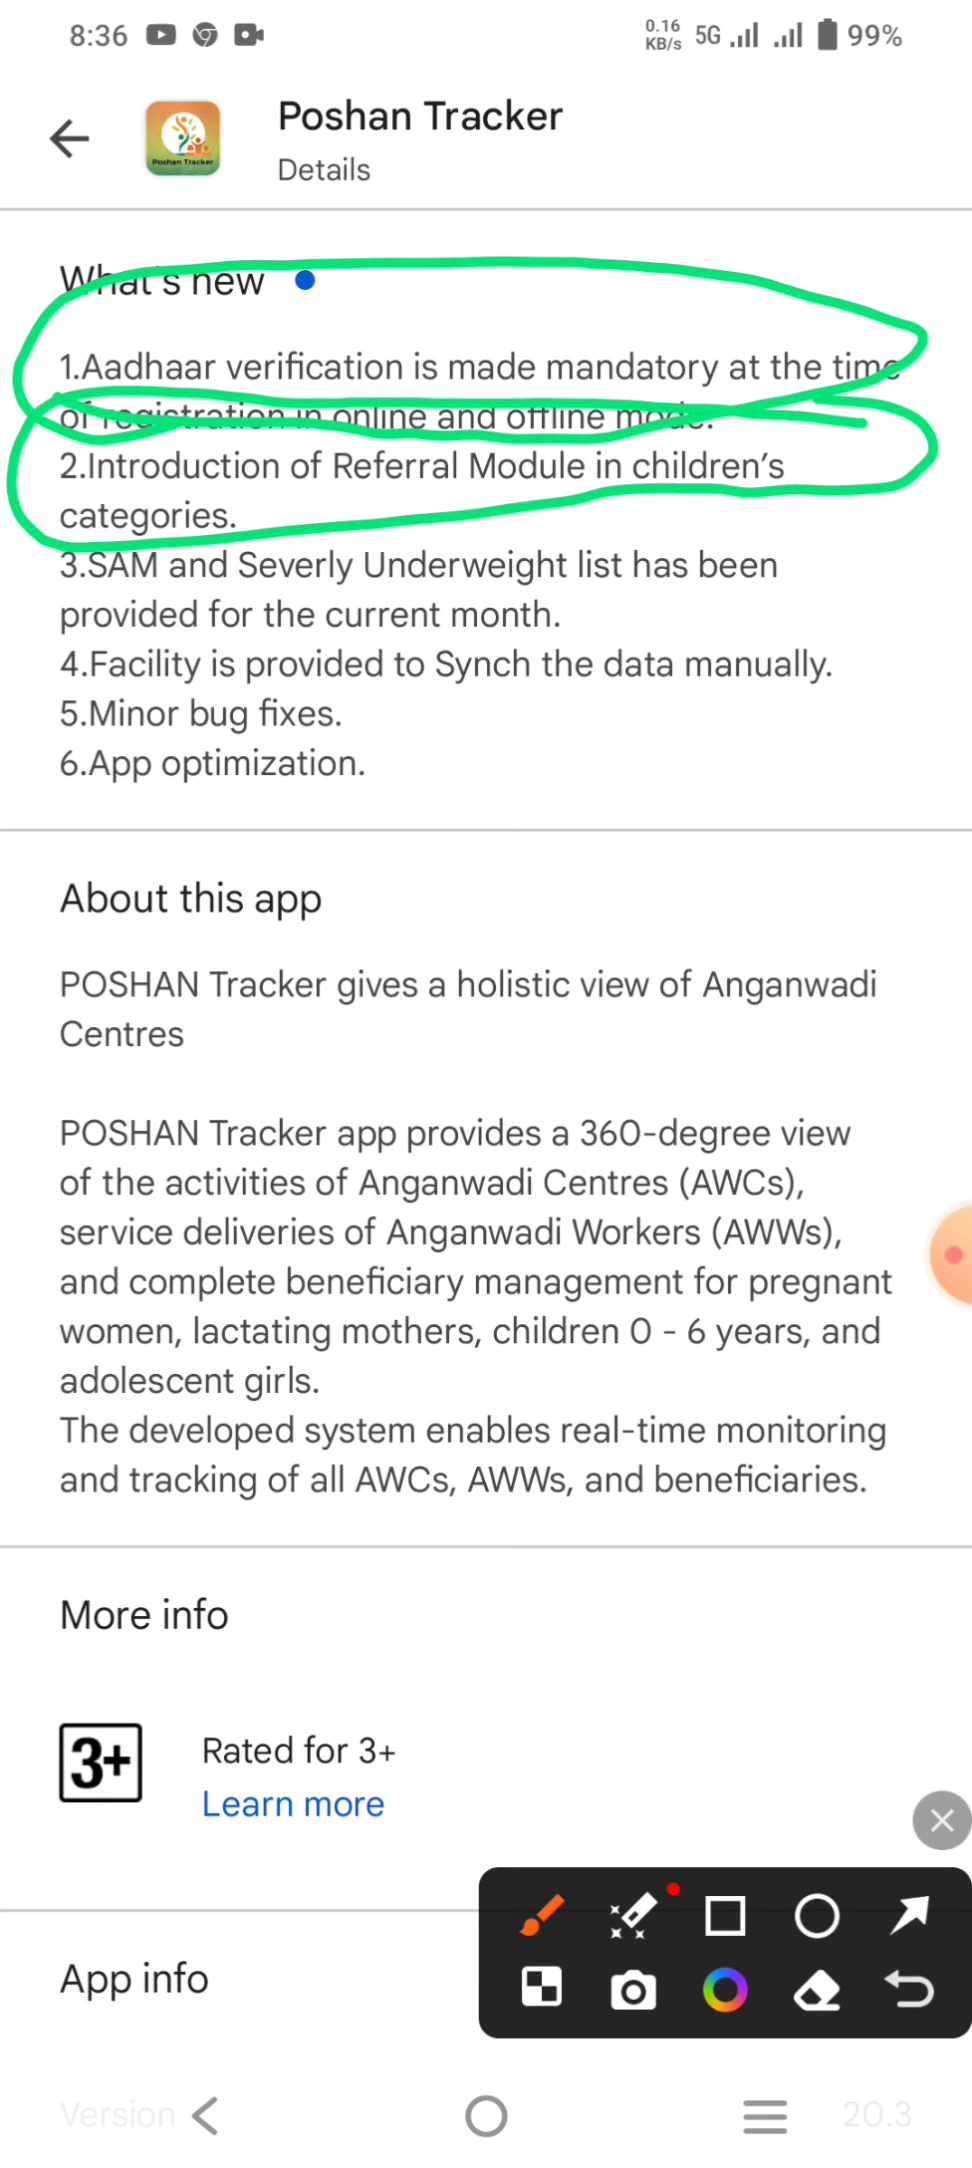 8:36
0.16
KB/s 5G 99%
Poshan Tracker
Poshan Tracker
Details
What's new
1.Aadhaar verification is made mandatory at the time
of registration in online and offline mode.
2.Introduction of Referral Module in children's
categories.
3.SAM and Severly Underweight list has been
provided for the current month.
4.Facility is provided to Synch the data manually.
5.Minor bug fixes.
6.App optimization.
About this app
POSHAN Tracker gives a holistic view of Anganwadi
Centres
POSHAN Tracker app provides a 360-degree view
of the activities of Anganwadi Centres (AWCs),
service deliveries of Anganwadi Workers (AWWs),
and complete beneficiary management for pregnant
women, lactating mothers, children 0 - 6 years, and
adolescent girls.
The developed system enables real-time monitoring
and tracking of all AWCs, AWWs, and beneficiaries.
More info
3+
Rated for 3+
Learn more
App info
Version 20.3